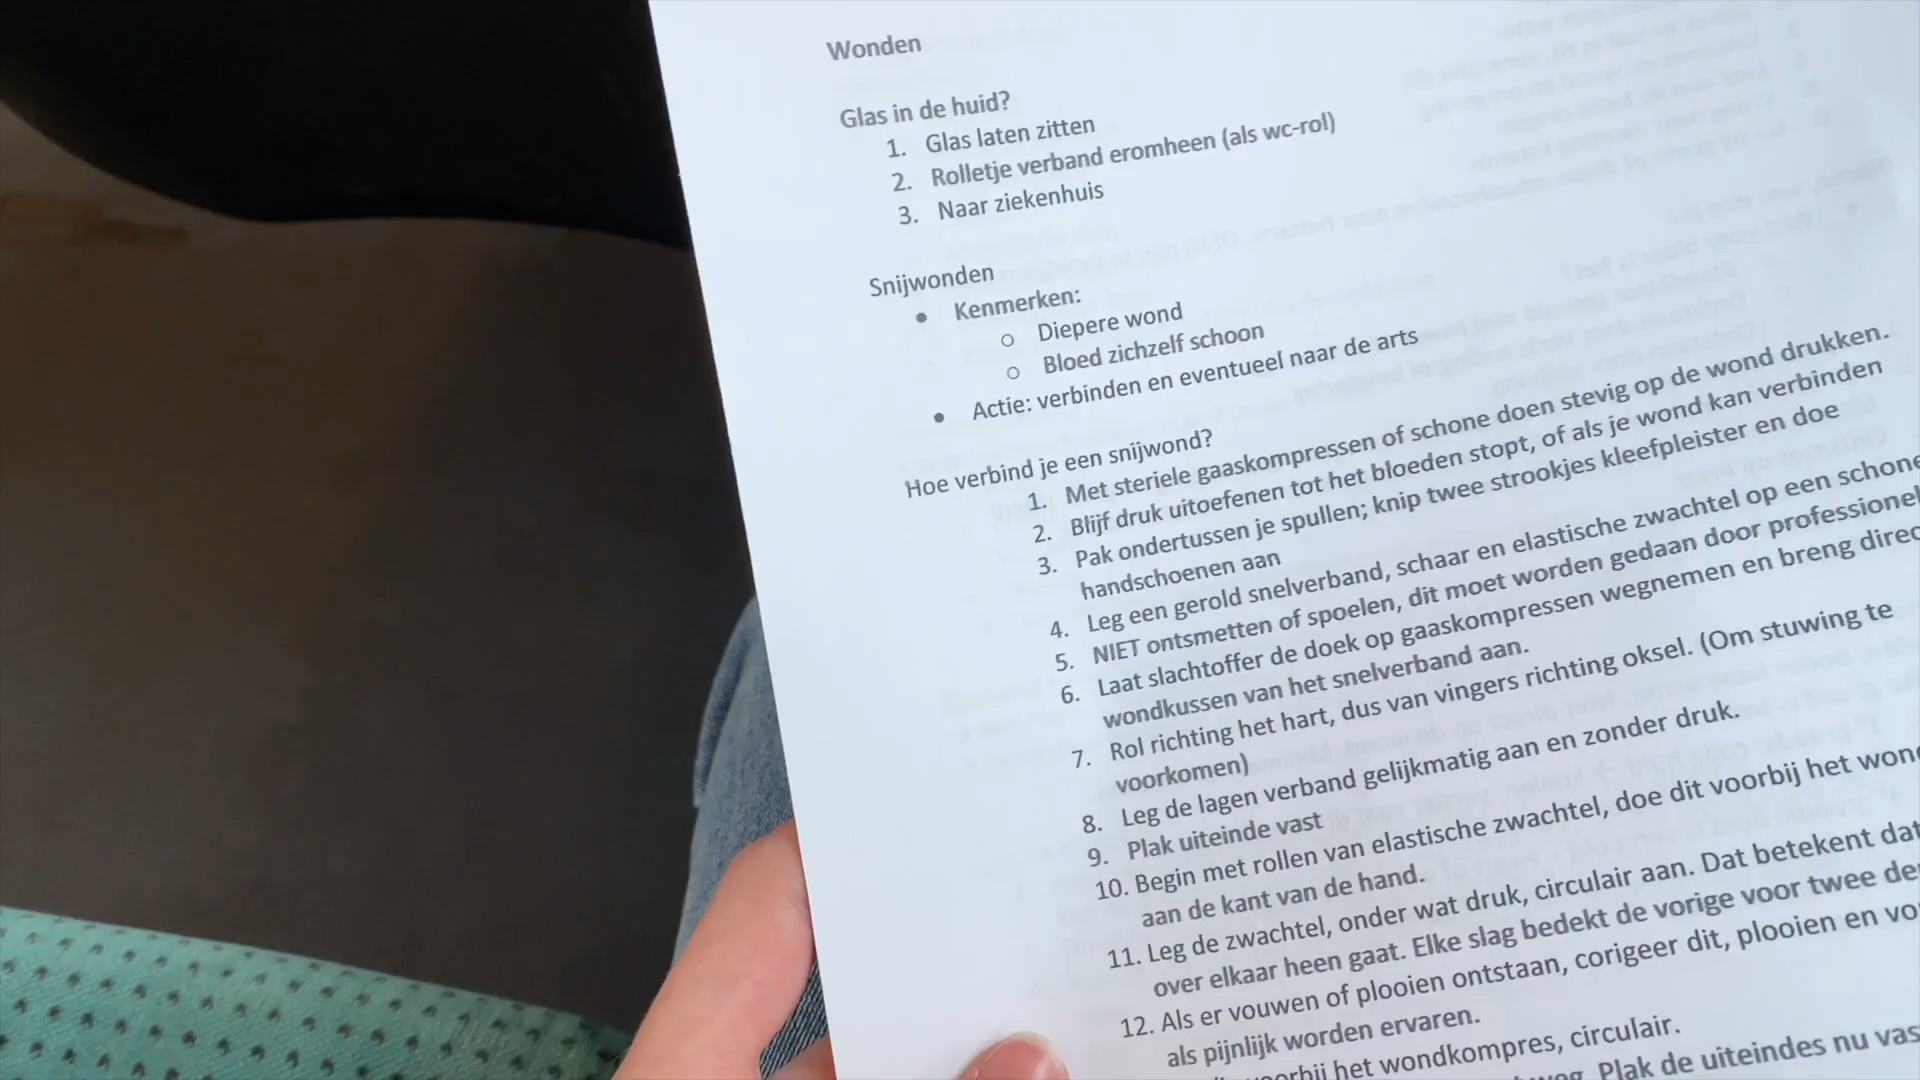 Wonden
Glas in de huid?
1. Glas laten zitten
2. Rolletje verband eromheen (als wc-rol)
3. Naar ziekenhuis
Snijwonden
• Kenmerken:
o Diepere wond
o Bloed zichzelf schoon
• Actie: verbinden en eventueel naar de arts
Hoe verbind je een snijwond?
1. Met steriele gaaskompressen of schone doen stevig op de wond drukken.
2. Blijf druk uitoefenen tot het bloeden stopt, of als je wond kan verbinden
3. Pak ondertussen je spullen; knip twee strookjes kleefpleister en doe
handschoenen aan
4. Leg een gerold snelverband, schaar en elastische zwachtel op een schone
5. NIET ontsmetten of spoelen, dit moet worden gedaan door professionel
6. Laat slachtoffer de doek op gaaskompressen wegnemen en breng direc
wondkussen van het snelverband aan.
7. Rol richting het hart, dus van vingers richting oksel. (Om stuwing te
voorkomen)
8. Leg de lagen verband gelijkmatig aan en zonder druk.
9. Plak uiteinde vast
10. Begin met rollen van elastische zwachtel, doe dit voorbij het wond
aan de kant van de hand.
11. Leg de zwachtel, onder wat druk, circulair aan. Dat betekent dat
over elkaar heen gaat. Elke slag bedekt de vorige voor twee de
12. Als er vouwen of plooien ontstaan, corigeer dit, plooien en vo
als pijnlijk worden ervaren.
voorbij het wondkompres, circulair.
Plak de uiteindes nu vas